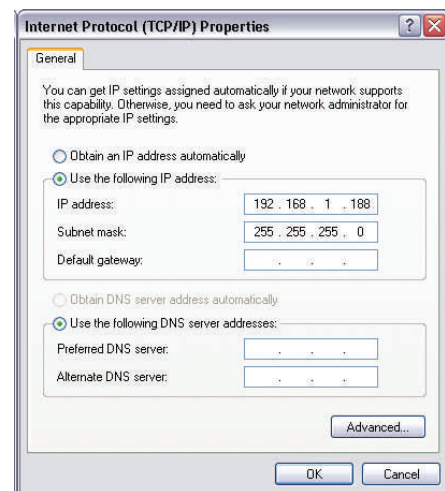 Internet Protocol (TCP/IP) Properties
General
You can get IP settings assigned automatically if your network supports
this capability. Otherwise, you need to ask your network administrator for
the appropriate IP settings.
Obtain an IP address automatically
Use the following IP address:
IP address: 192 . 168 . 1 . 188
Subnet mask: 255 . 255 . 255 . 0
Default gateway: . . .
Obtain DNS server address automatically
Use the following DNS server addresses:
Preferred DNS server: . . .
Alternate DNS server: . . .
Advanced...
OK Cancel